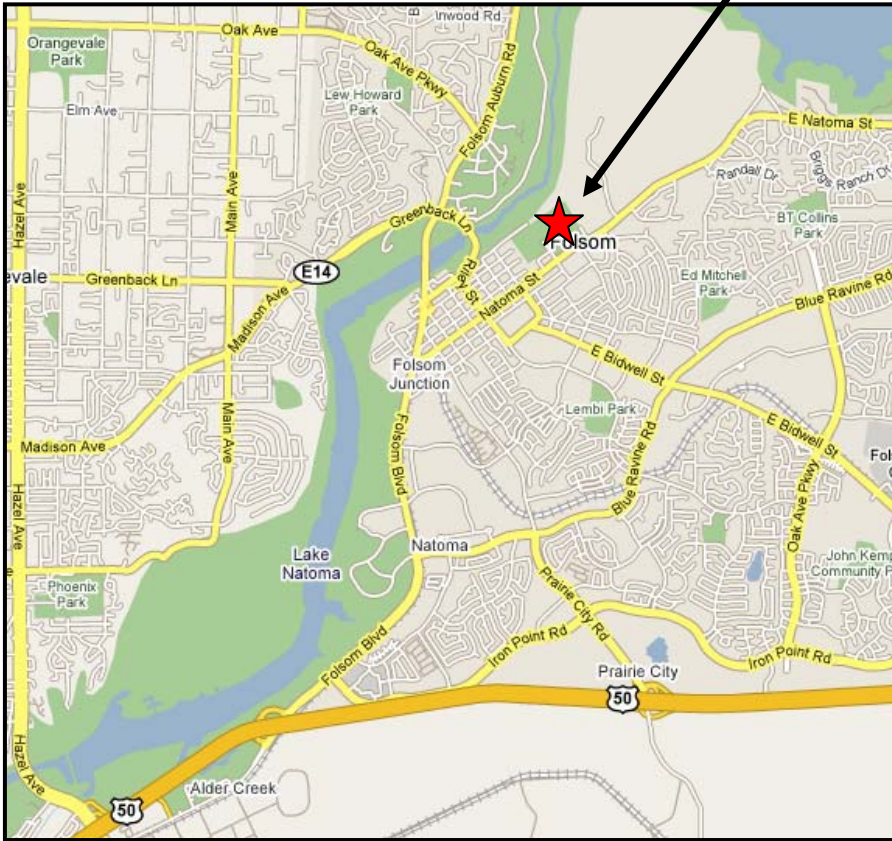 Inwood Rd
Oak Ave
Orangevale
Park
Oak Ave Pkwy
Folsom Auburn Rd
Lew Howard
Park
Elm Ave
E Natoma St
Randall Dr
Briggs Ranch Dr
Hazel Ave
Main Ave
Greenback Ln
BT Collins
Park
Folsom
evale
Greenback Ln
E14
Riley St
Ed Mitchell
Park
Natoma St
Blue Ravine Rd
Madison Ave
E Bidwell St
Folsom
Junction
Lembi Park
Main Ave
Madison Ave
Folsom Blvd
E Bidwell St
Fol
Blue Ravine Rd
Hazel Ave
Oak Ave Pkwy
Natoma
Lake
Natoma
John Kemp
Community P
Phoenix
Park
Prairie City Rd
Iron Point Rd
Folsom Blvd
Iron Point Rd
Prairie City
50
Hazel Ave
Alder Creek
50